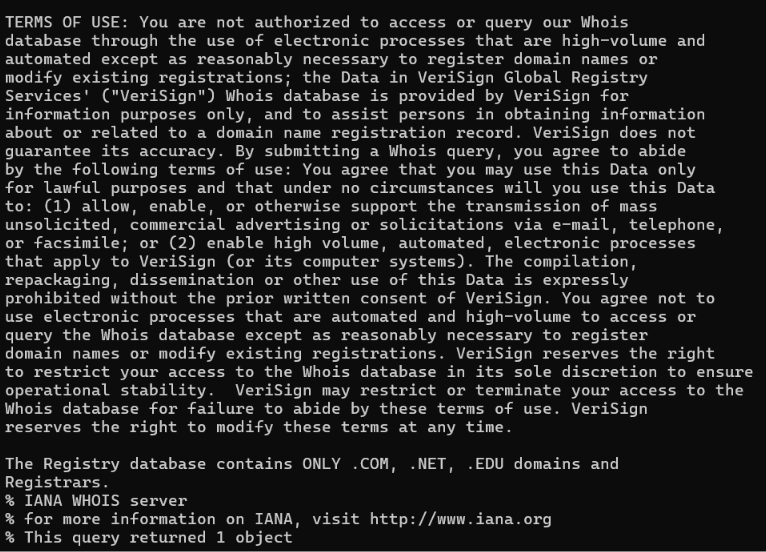 TERMS OF USE: You are not authorized to access or query our Whois
database through the use of electronic processes that are high-volume and
automated except as reasonably necessary to register domain names or
modify existing registrations; the Data in VeriSign Global Registry
Services' ("VeriSign") Whois database is provided by VeriSign for
information purposes only, and to assist persons in obtaining information
about or related to a domain name registration record. VeriSign does not
guarantee its accuracy. By submitting a Whois query, you agree to abide
by the following terms of use: You agree that you may use this Data only
for lawful purposes and that under no circumstances will you use this Data
to: (1) allow, enable, or otherwise support the transmission of mass
unsolicited, commercial advertising or solicitations via e-mail, telephone,
or facsimile; or (2) enable high volume, automated, electronic processes
that apply to VeriSign (or its computer systems). The compilation,
repackaging, dissemination or other use of this Data is expressly
prohibited without the prior written consent of VeriSign. You agree not to
use electronic processes that are automated and high-volume to access or
query the Whois database except as reasonably necessary to register
domain names or modify existing registrations. VeriSign reserves the right
to restrict your access to the Whois database in its sole discretion to ensure
operational stability.  VeriSign may restrict or terminate your access to the
Whois database for failure to abide by these terms of use. VeriSign
reserves the right to modify these terms at any time.

The Registry database contains ONLY .COM, .NET, .EDU domains and
Registrars.
% IANA WHOIS server
% for more information on IANA, visit http://www.iana.org
% This query returned 1 object